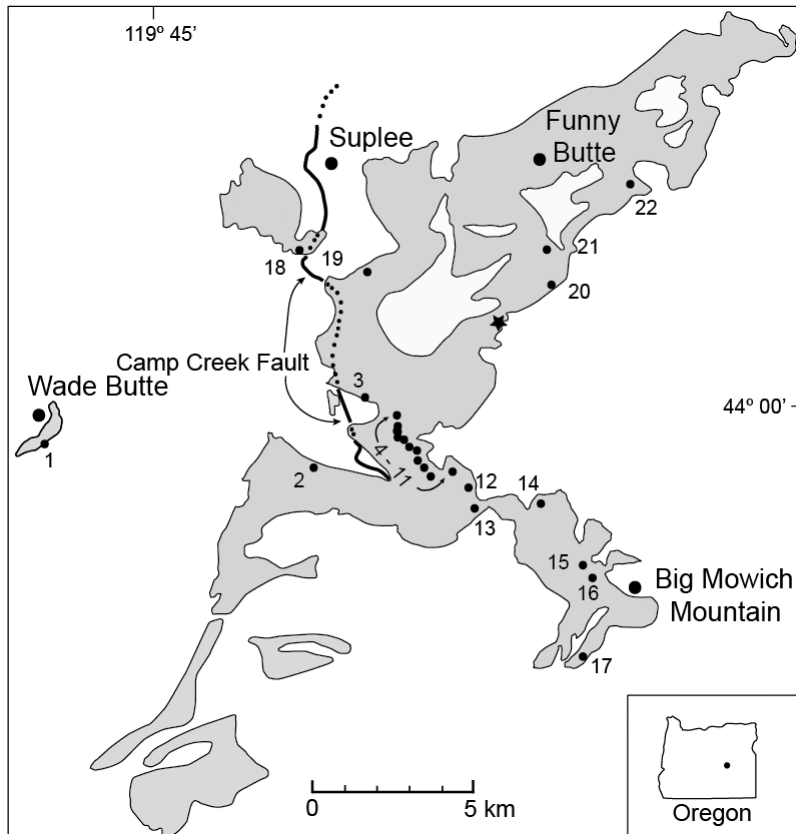 119º 45’
Suplee
Funny
Butte
22
18
19
21
20
Camp Creek Fault
3
Wade Butte
44º 00’
1
4 - 11
2
12
14
13
15
16
Big Mowich
Mountain
17
0
5 km
Oregon